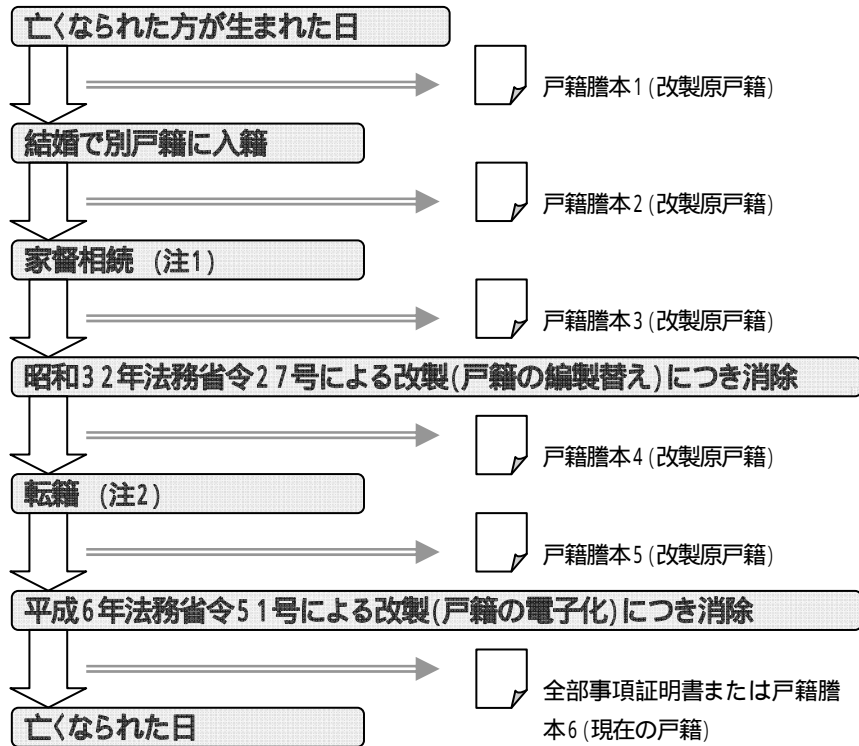 亡くなられた方が生まれた日
戸籍謄本1(改製原戸籍)
結婚で別戸籍に入籍
戸籍謄本2(改製原戸籍)
家督相続 (注1)
戸籍謄本3(改製原戸籍)
昭和32年法務省令27号による改製(戸籍の編製替え)につき消除
戸籍謄本4(改製原戸籍)
転籍 (注2)
戸籍謄本5(改製原戸籍)
平成6年法務省令51号による改製(戸籍の電子化)につき消除
全部事項証明書または戸籍謄
本6(現在の戸籍)
亡くなられた日